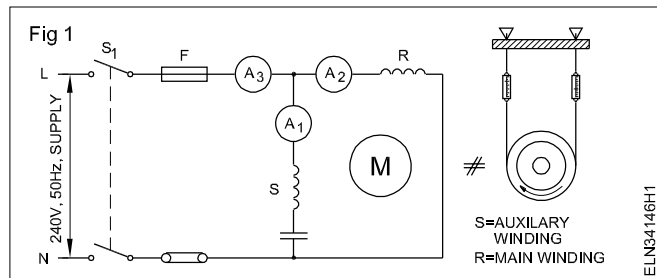 Fig 1
S1
F
R
L
A3
A2
A1
240V, 50Hz, SUPPLY
M
S
N
S=AUXILARY
WINDING
R=MAIN WINDING
ELN34146H1